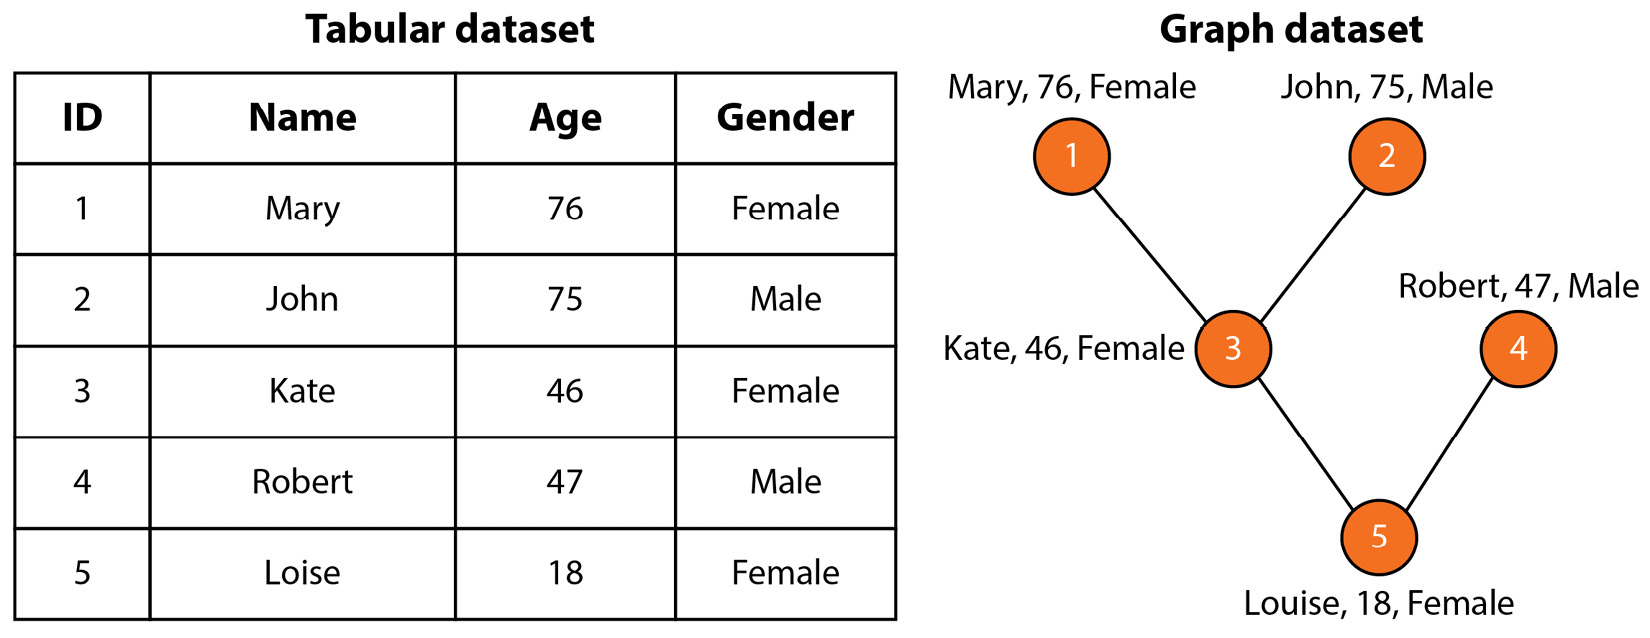 Tabular dataset
ID Name Age Gender
1 Mary 76 Female
2 John 75 Male
3 Kate 46 Female
4 Robert 47 Male
5 Loise 18 Female
Graph dataset
Mary, 76, Female
John, 75, Male
1
2
Robert, 47, Male
Kate, 46, Female
3
4
5
Louise, 18, Female